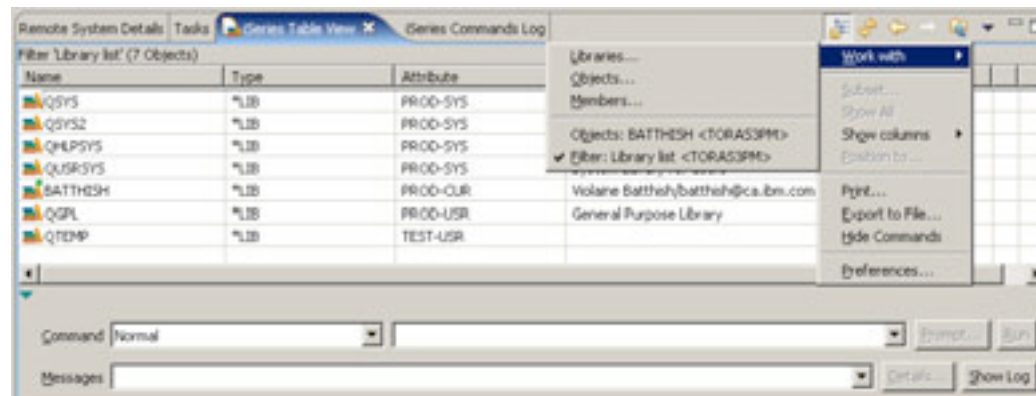 Remote System Details Tasks iSeries Table View iSeries Commands Log
Filter 'Library list' (7 Objects)
Name Type Attribute
QSYS *LIB PROD-SYS
QSYS2 *LIB PROD-SYS
QHLPSYS *LIB PROD-SYS
QUSRSYS *LIB PROD-SYS
BATTHISH *LIB PROD-CUR Violaine Batthish/batthish@ca.ibm.com
QGPL *LIB PROD-USR General Purpose Library
QTEMP *LIB TEST-USR
Libraries...
Objects...
Members...
Objects: BATTHISH <TORAS3PM>
Filter: Library list <TORAS3PM>
Work with
Subset...
Show All
Show columns
Position to...
Print...
Export to File...
Hide Commands
Preferences...
Command Normal Prompt... Run
Messages Details... Show Log